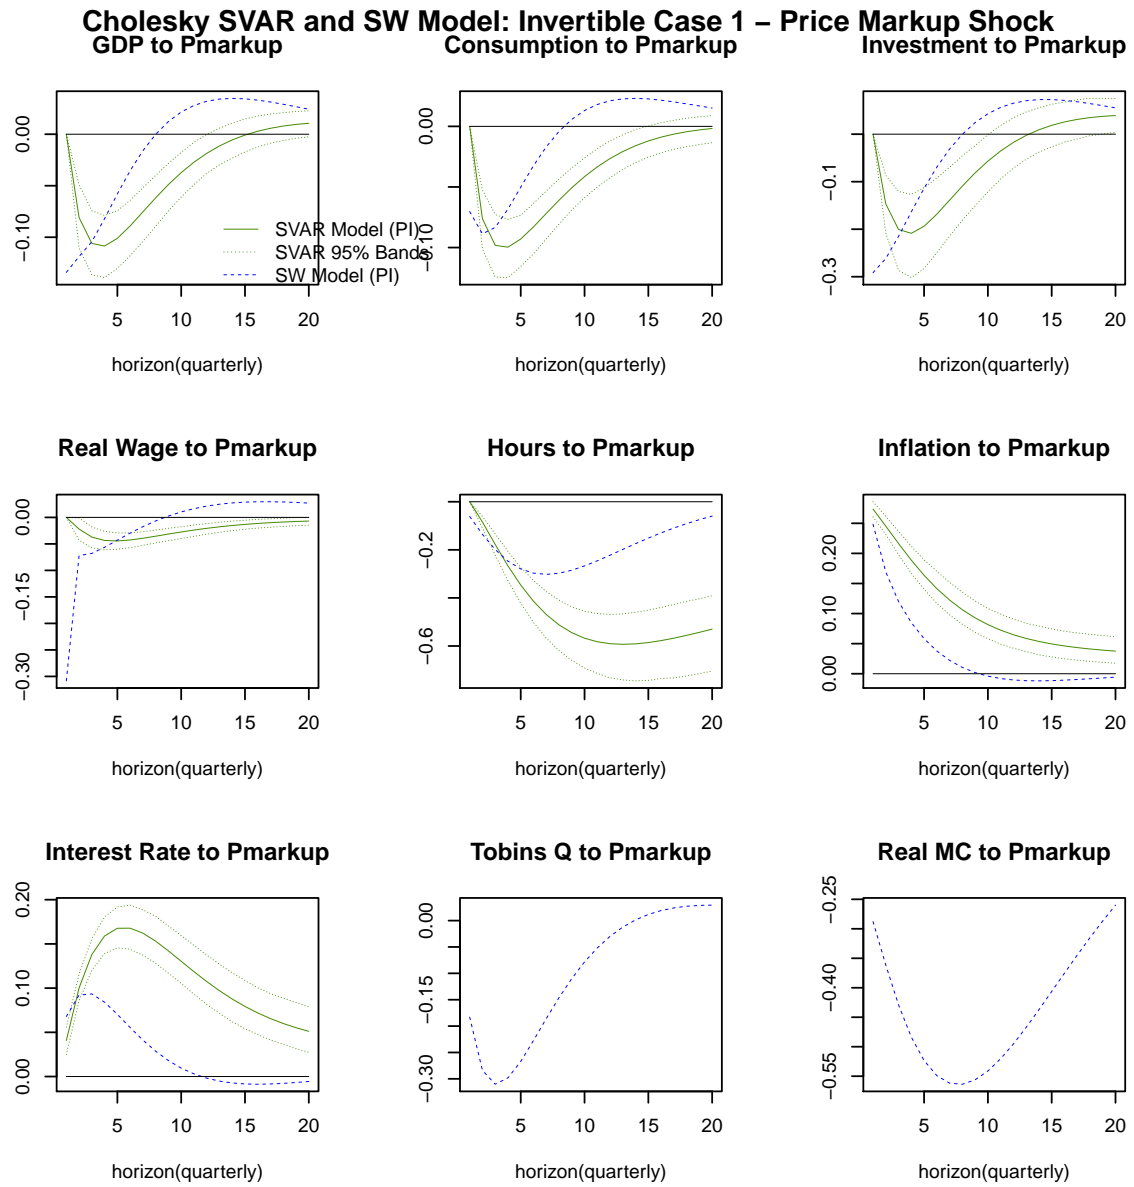 Cholesky SVAR and SW Model: Invertible Case 1 – Price Markup Shock
GDP to Pmarkup
Consumption to Pmarkup
Investment to Pmarkup
0.00
−0.10
SVAR Model (PI)
SVAR 95% Bands
SW Model (PI)
5 10 15 20
horizon(quarterly)
0.00
−0.10
5 10 15 20
horizon(quarterly)
−0.1
−0.3
5 10 15 20
horizon(quarterly)
Real Wage to Pmarkup
0.00
−0.15
−0.30
5 10 15 20
horizon(quarterly)
Hours to Pmarkup
−0.2
−0.6
5 10 15 20
horizon(quarterly)
Inflation to Pmarkup
0.20
0.10
0.00
5 10 15 20
horizon(quarterly)
Interest Rate to Pmarkup
0.20
0.10
0.00
5 10 15 20
horizon(quarterly)
Tobins Q to Pmarkup
0.00
−0.15
−0.30
5 10 15 20
horizon(quarterly)
Real MC to Pmarkup
−0.25
−0.40
−0.55
5 10 15 20
horizon(quarterly)